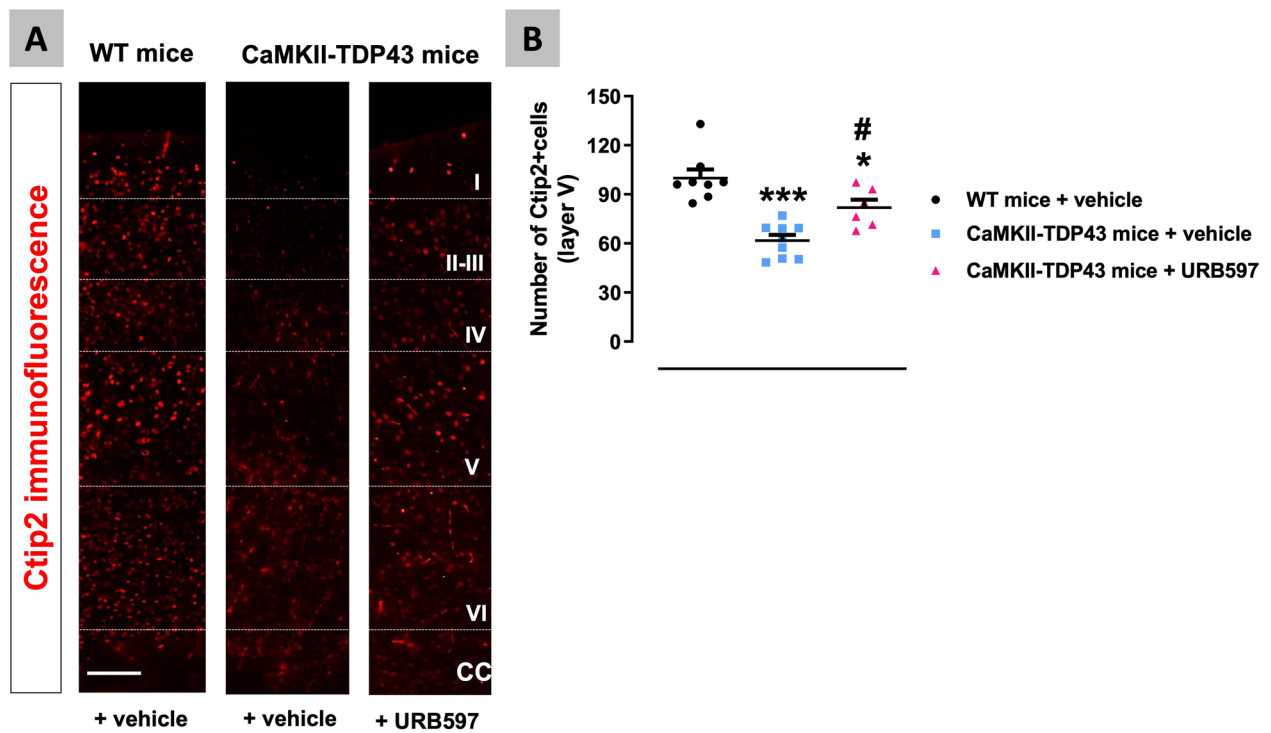 A
WT mice
CaMKII-TDP43 mice
Ctip2 immunofluorescence
I
II-III
IV
V
VI
CC
+ vehicle
+ vehicle
+ URB597
B
Number of Ctip2+cells
(layer V)
150
120
90
60
30
0
***
#
*
WT mice + vehicle
CaMKII-TDP43 mice + vehicle
CaMKII-TDP43 mice + URB597